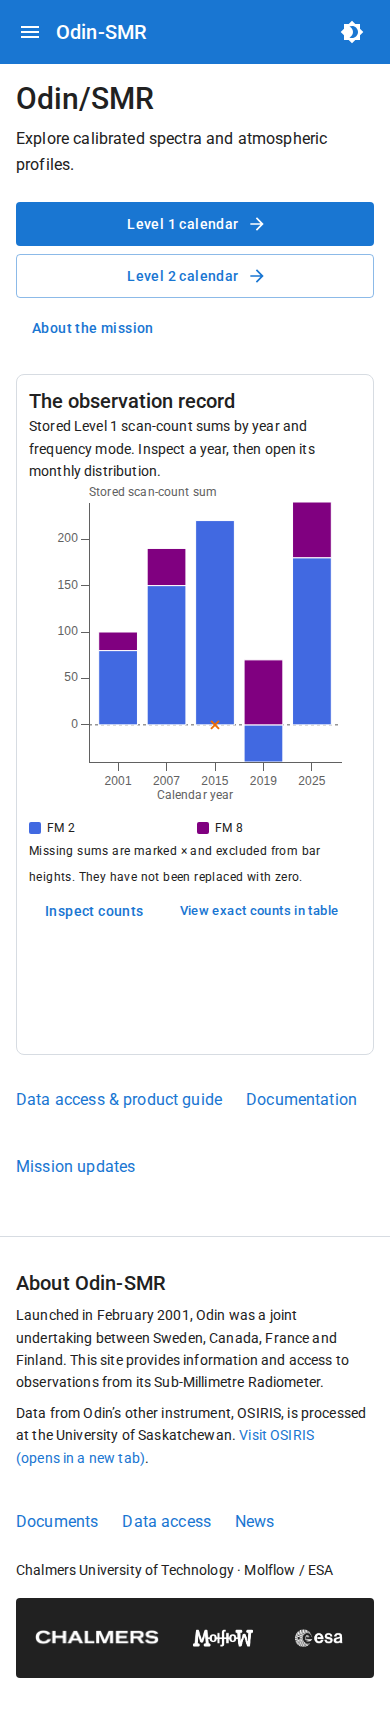 Odin-SMR
Odin/SMR
Explore calibrated spectra and atmospheric
profiles.
Level 1 calendar
Level 2 calendar
About the mission
The observation record
Stored Level 1 scan-count sums by year and
frequency mode. Inspect a year, then open its
monthly distribution.
Stored scan-count sum
200
150
100
50
0
2001 2007 2015 2019 2025
Calendar year
FM 2 FM 8
Missing sums are marked × and excluded from bar
heights. They have not been replaced with zero.
Inspect counts View exact counts in table
Data access & product guide Documentation
Mission updates
About Odin-SMR
Launched in February 2001, Odin was a joint
undertaking between Sweden, Canada, France and
Finland. This site provides information and access to
observations from its Sub-Millimetre Radiometer.
Data from Odin’s other instrument, OSIRIS, is processed
at the University of Saskatchewan. Visit OSIRIS
(opens in a new tab).
Documents Data access News
Chalmers University of Technology · Molflow / ESA
CHALMERS Molflow esa